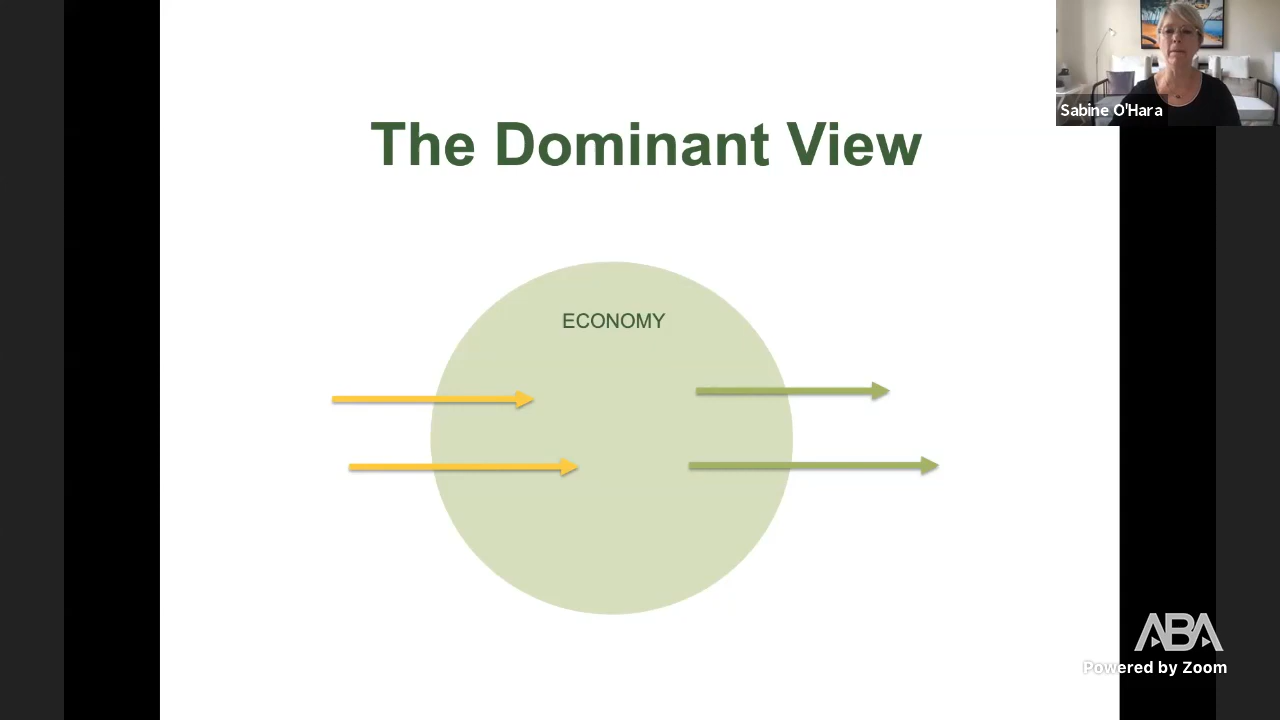 The Dominant View
ECONOMY
Sabine O'Hara
ABA
Powered by Zoom